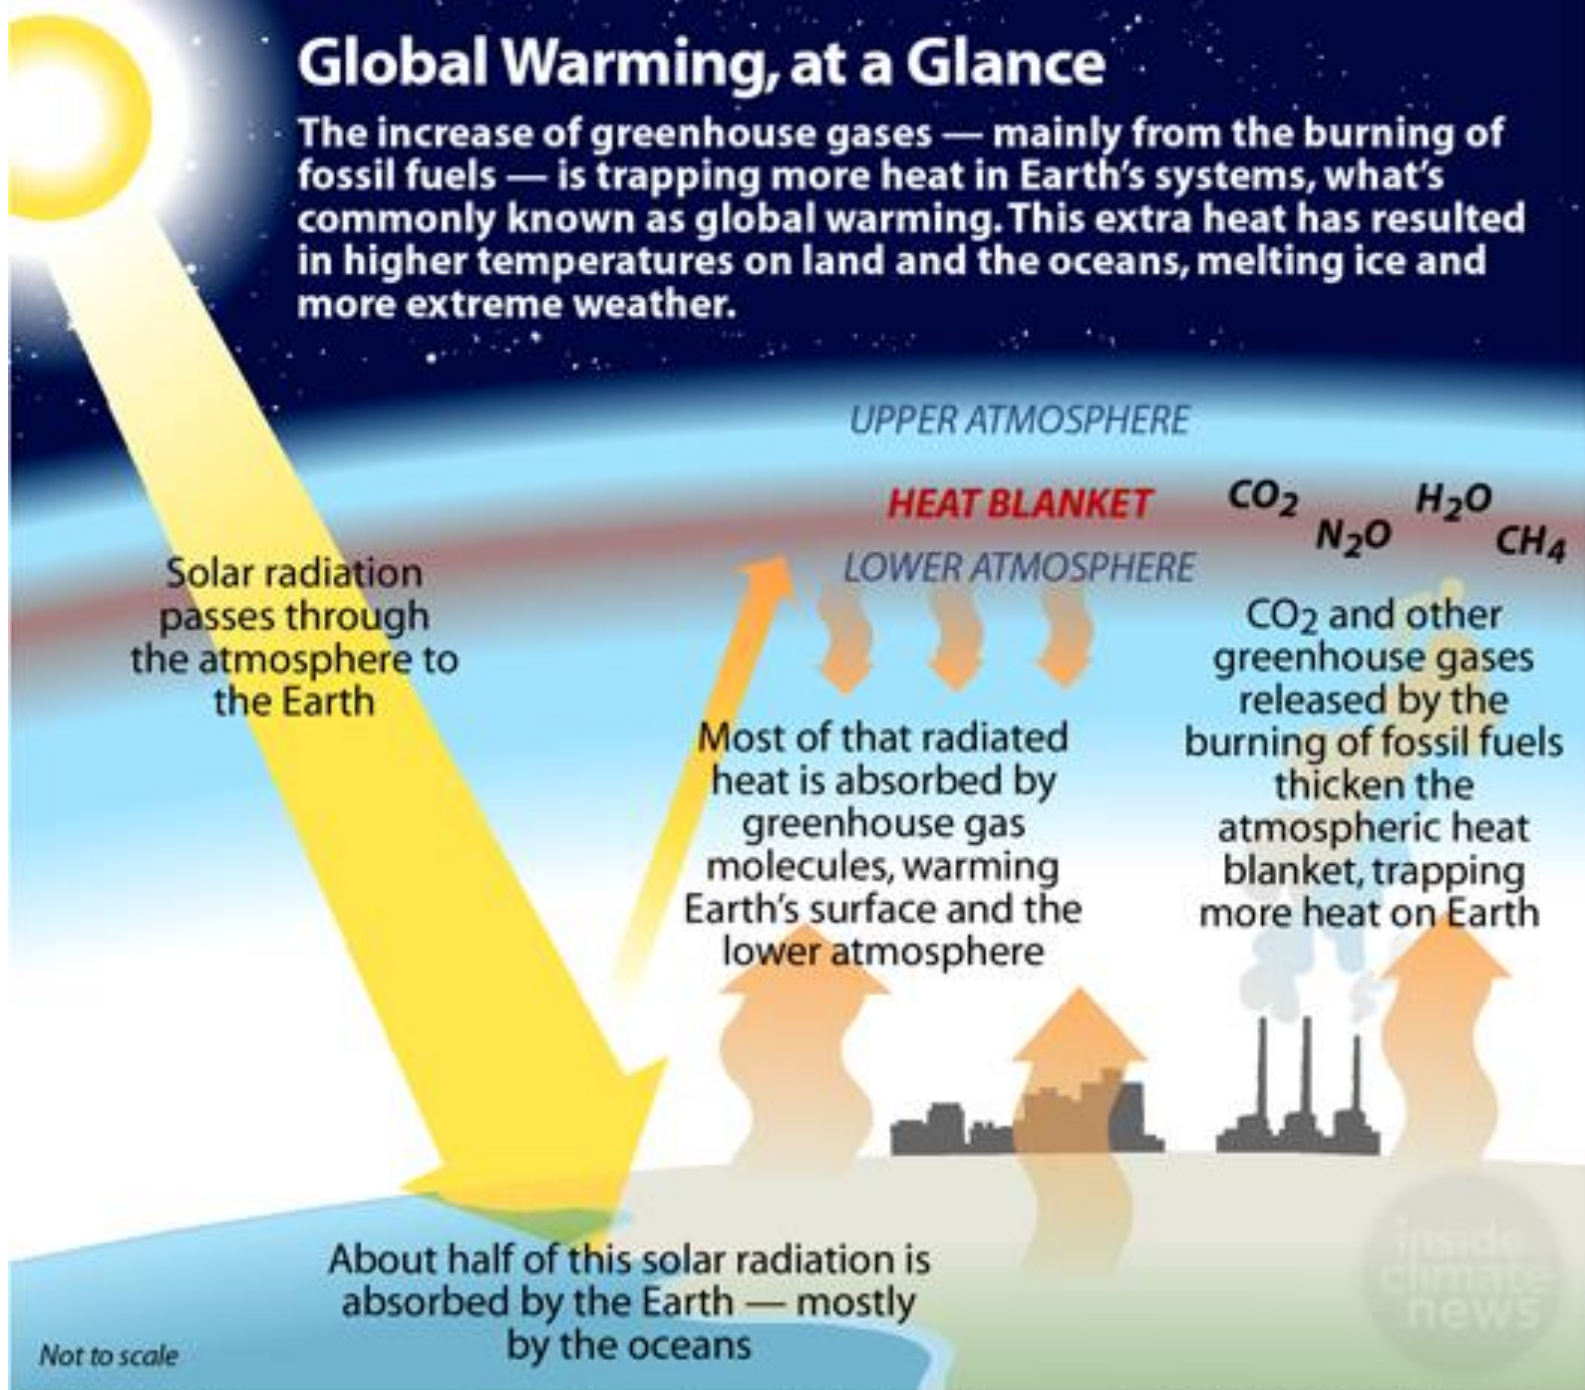 Global Warming, at a Glance
The increase of greenhouse gases — mainly from the burning of
fossil fuels — is trapping more heat in Earth's systems, what's
commonly known as global warming. This extra heat has resulted
in higher temperatures on land and the oceans, melting ice and
more extreme weather.
UPPER ATMOSPHERE
HEAT BLANKET
CO₂
N₂O
H₂O
CH₄
LOWER ATMOSPHERE
Solar radiation
passes through
the atmosphere to
the Earth
Most of that radiated
heat is absorbed by
greenhouse gas
molecules, warming
Earth's surface and the
lower atmosphere
CO₂ and other
greenhouse gases
released by the
burning of fossil fuels
thicken the
atmospheric heat
blanket, trapping
more heat on Earth
About half of this solar radiation is
absorbed by the Earth — mostly
by the oceans
Not to scale
inside
climate
news